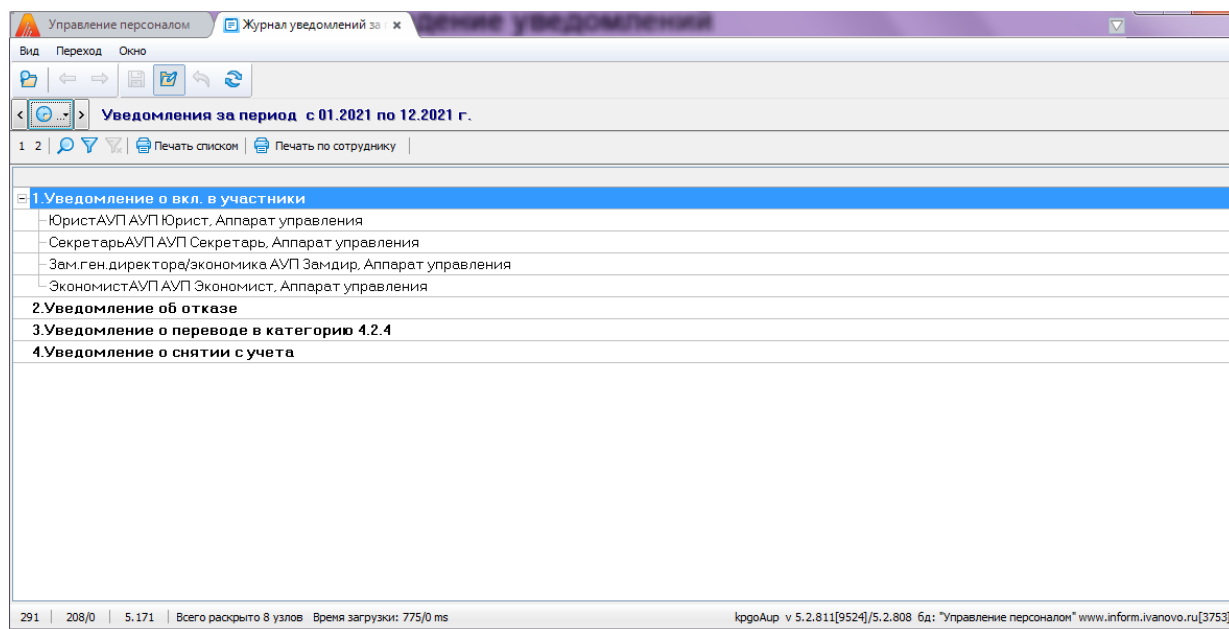 Управление персоналом
Журнал уведомлений за
дение уведомлений
Вид Переход Окно
Уведомления за период с 01.2021 по 12.2021 г.
1 2 Печать списком Печать по сотруднику
1.Уведомление о вкл. в участники
ЮристАУП АУП Юрист, Аппарат управления
СекретарьАУП АУП Секретарь, Аппарат управления
Зам.ген.директора/экономика АУП Замдир, Аппарат управления
ЭкономистАУП АУП Экономист, Аппарат управления
2.Уведомление об отказе
3.Уведомление о переводе в категорию 4.2.4
4.Уведомление о снятии с учета
291 208/0 5.171 Всего раскрыто 8 узлов Время загрузки: 775/0 ms kpgoAup v 5.2.811[9524]/5.2.808 бд: "Управление персоналом" www.inform.ivanovo.ru[3753]